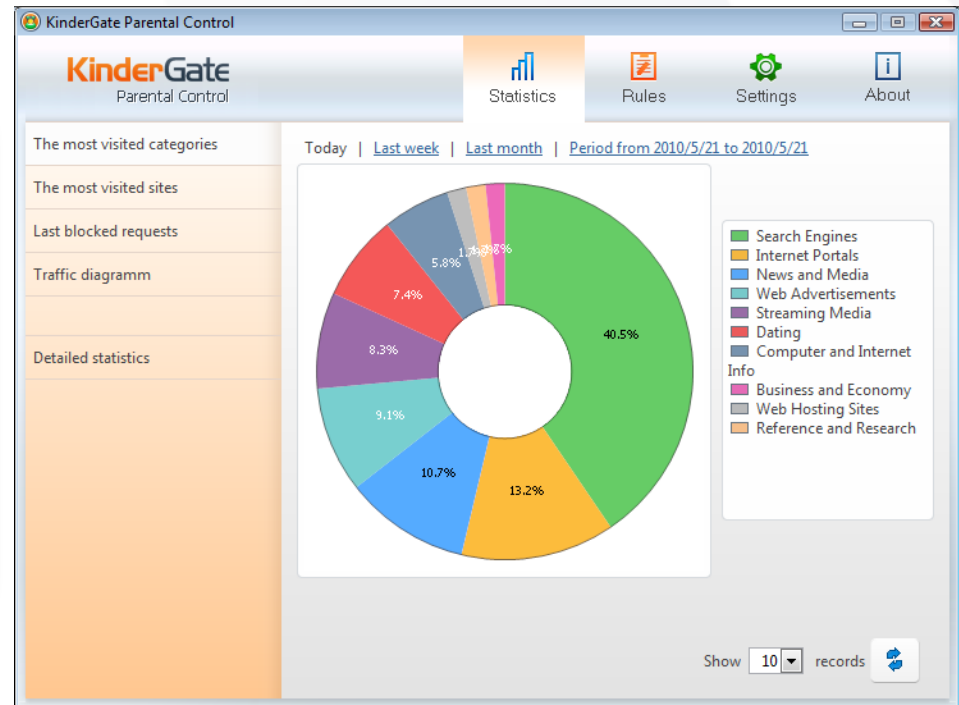 KinderGate Parental Control
KinderGate
Parental Control
Statistics
Rules
Settings
i
About
The most visited categories
The most visited sites
Last blocked requests
Traffic diagramm
Detailed statistics
Today | Last week | Last month | Period from 2010/5/21 to 2010/5/21
5.8%
7.4%
8.3%
9.1%
10.7%
13.2%
40.5%
Search Engines
Internet Portals
News and Media
Web Advertisements
Streaming Media
Dating
Computer and Internet
Info
Business and Economy
Web Hosting Sites
Reference and Research
Show 10 records